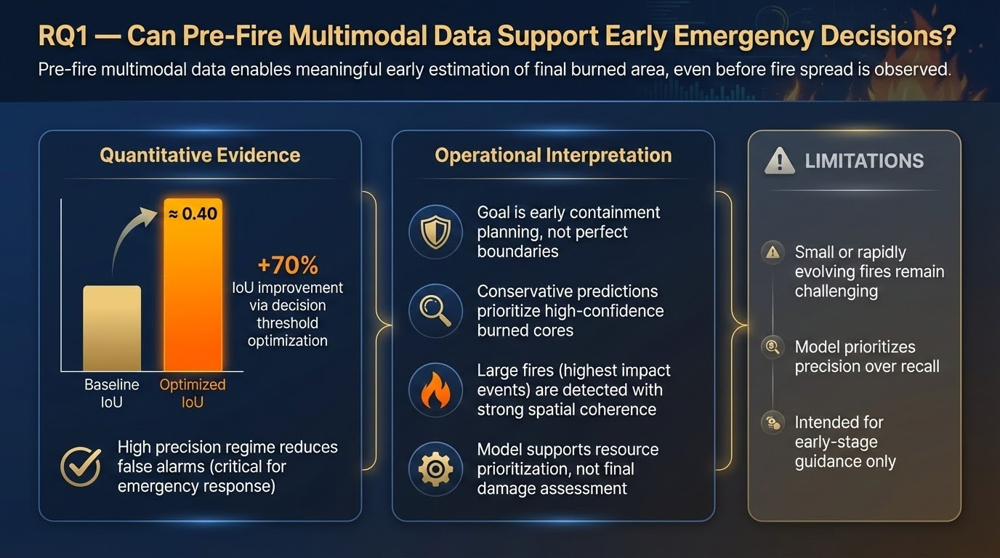 RQ1 — Can Pre-Fire Multimodal Data Support Early Emergency Decisions?
Pre-fire multimodal data enables meaningful early estimation of final burned area, even before fire spread is observed.
Quantitative Evidence
≈ 0.40
+70%
IoU improvement
via decision
threshold
optimization
Baseline
IoU
Optimized
IoU
High precision regime reduces
false alarms (critical for
emergency response)
Operational Interpretation
Goal is early containment
planning, not perfect
boundaries
Conservative predictions
prioritize high-confidence
burned cores
Large fires (highest impact
events) are detected with
strong spatial coherence
Model supports resource
prioritization, not final
damage assessment
LIMITATIONS
Small or rapidly
evolving fires remain
challenging
Model prioritizes
precision over recall
Intended for
early-stage
guidance only